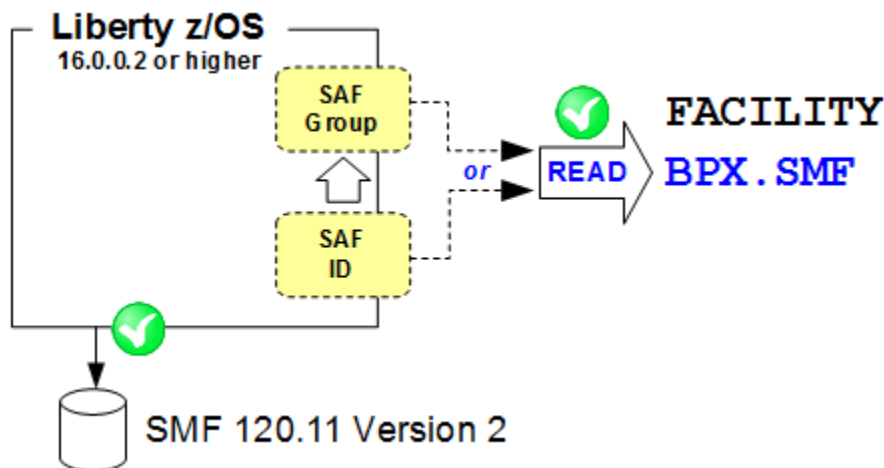 Liberty z/OS
16.0.0.2 or higher
SAF
Group
or
READ
FACILITY
BPX.SMF
SAF
ID
SMF 120.11 Version 2